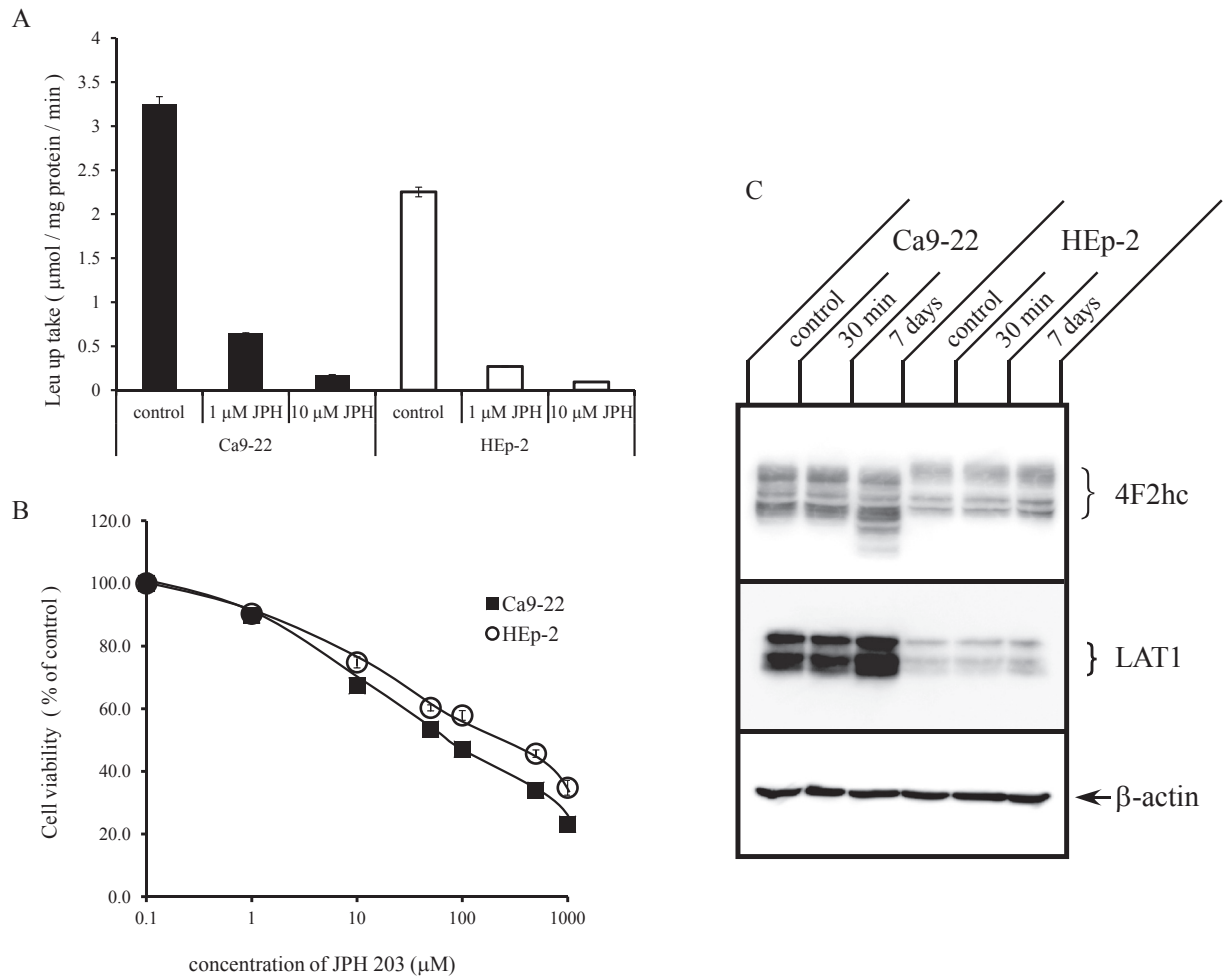 A
4
3.5
3
2.5
2
1.5
1
0.5
0
Leu up take ( μmol / mg protein / min )
control 1 μM JPH 10 μM JPH control 1 μM JPH 10 μM JPH
Ca9-22 HEp-2
B
120.0
100.0
80.0
60.0
40.0
20.0
0.0
Cell viability ( % of control )
Ca9-22
HEp-2
0.1 1 10 100 1000
concentration of JPH 203 (μM)
C
Ca9-22 HEp-2
control 30 min 7 days control 30 min 7 days
4F2hc
LAT1
β-actin